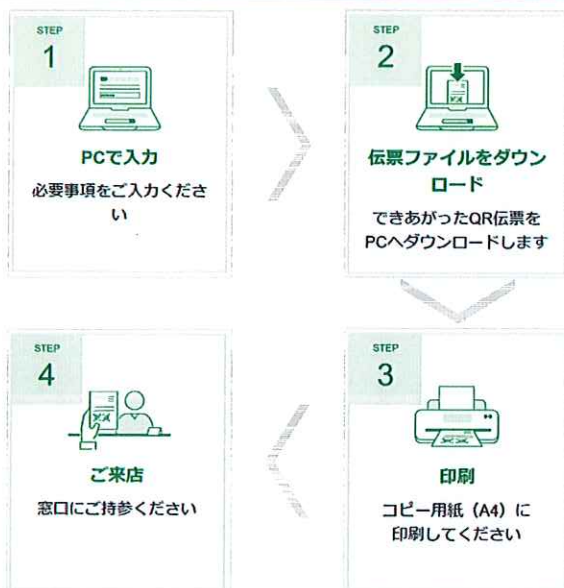 STEP
1
PCで入力
必要事項をご入力くださ
い
STEP
2
伝票ファイルをダウン
ロード
できあがったQR伝票を
PCへダウンロードします
STEP
3
印刷
コピー用紙（A4）に
印刷してください
STEP
4
ご来店
窓口にご持参ください